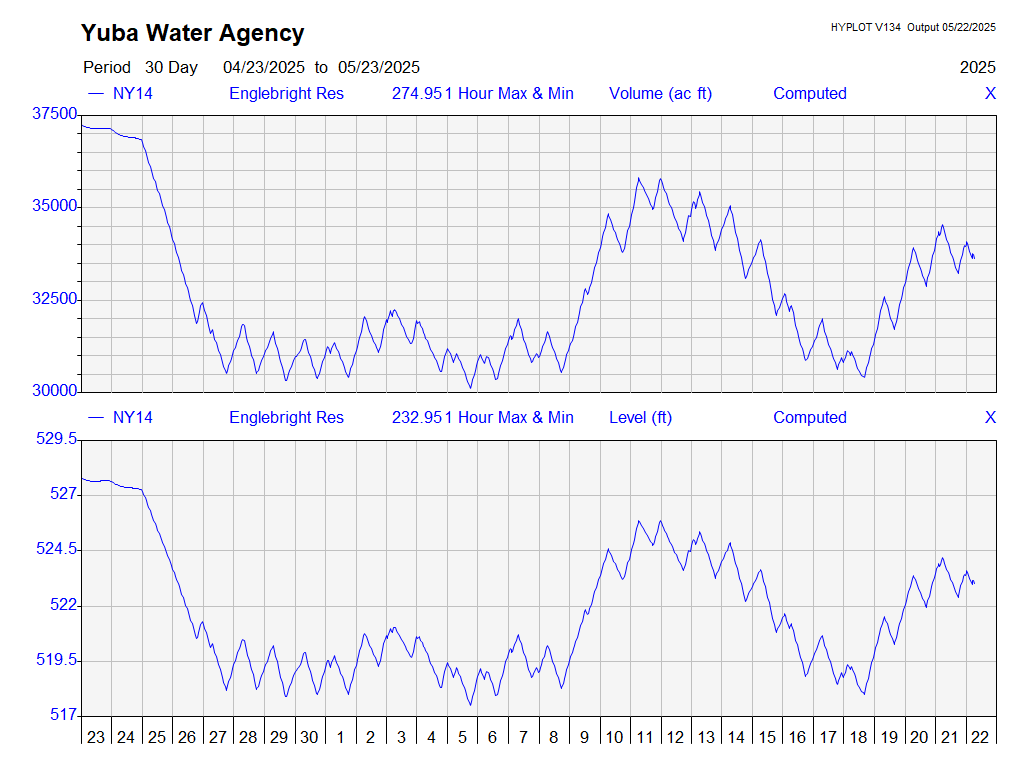 Yuba Water Agency
HYPLOT V134 Output 05/22/2025
Period 30 Day 04/23/2025 to 05/23/2025 2025
NY14 Englebright Res 274.951 Hour Max & Min Volume (ac ft) Computed X
37500
35000
32500
30000
NY14 Englebright Res 232.951 Hour Max & Min Level (ft) Computed X
529.5
527
524.5
522
519.5
517
23 24 25 26 27 28 29 30 1 2 3 4 5 6 7 8 9 10 11 12 13 14 15 16 17 18 19 20 21 22